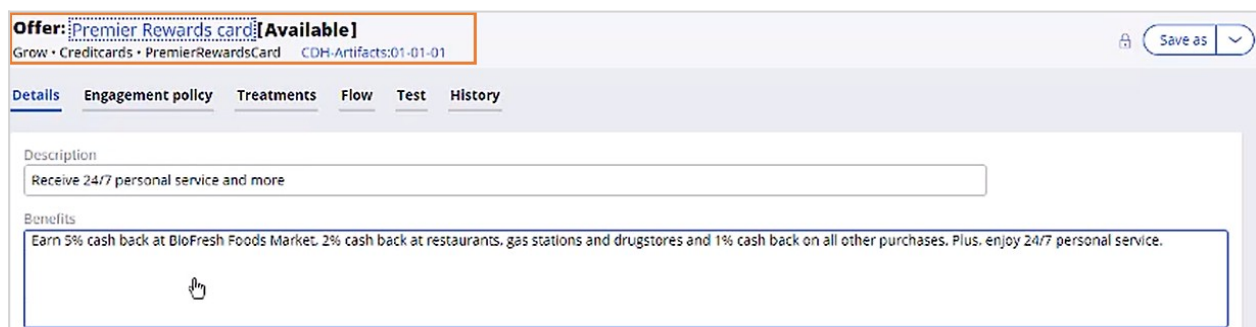 Offer: Premier Rewards card [Available]
Grow • Creditcards • PremierRewardsCard CDH-Artifacts:01-01-01
Save as
Details Engagement policy Treatments Flow Test History
Description
Receive 24/7 personal service and more
Benefits
Earn 5% cash back at BioFresh Foods Market, 2% cash back at restaurants, gas stations and drugstores and 1% cash back on all other purchases. Plus, enjoy 24/7 personal service.